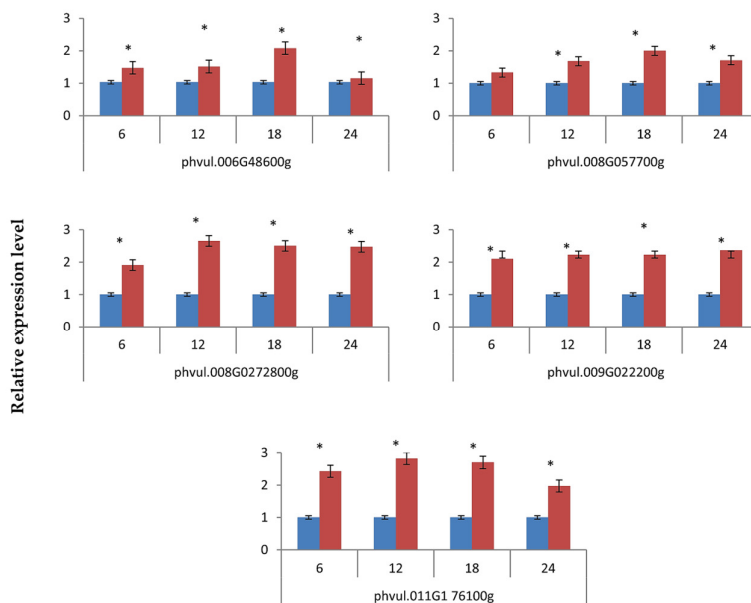 Relative expression level
3
2
1
0
* * * *
6 12 18 24
phvul.006G48600g
3
2
1
0
* * *
6 12 18 24
phvul.008G057700g
3
2
1
0
* * * *
6 12 18 24
phvul.008G0272800g
3
2
1
0
* * * *
6 12 18 24
phvul.009G022200g
3
2
1
0
* * * *
6 12 18 24
phvul.011G1 76100g